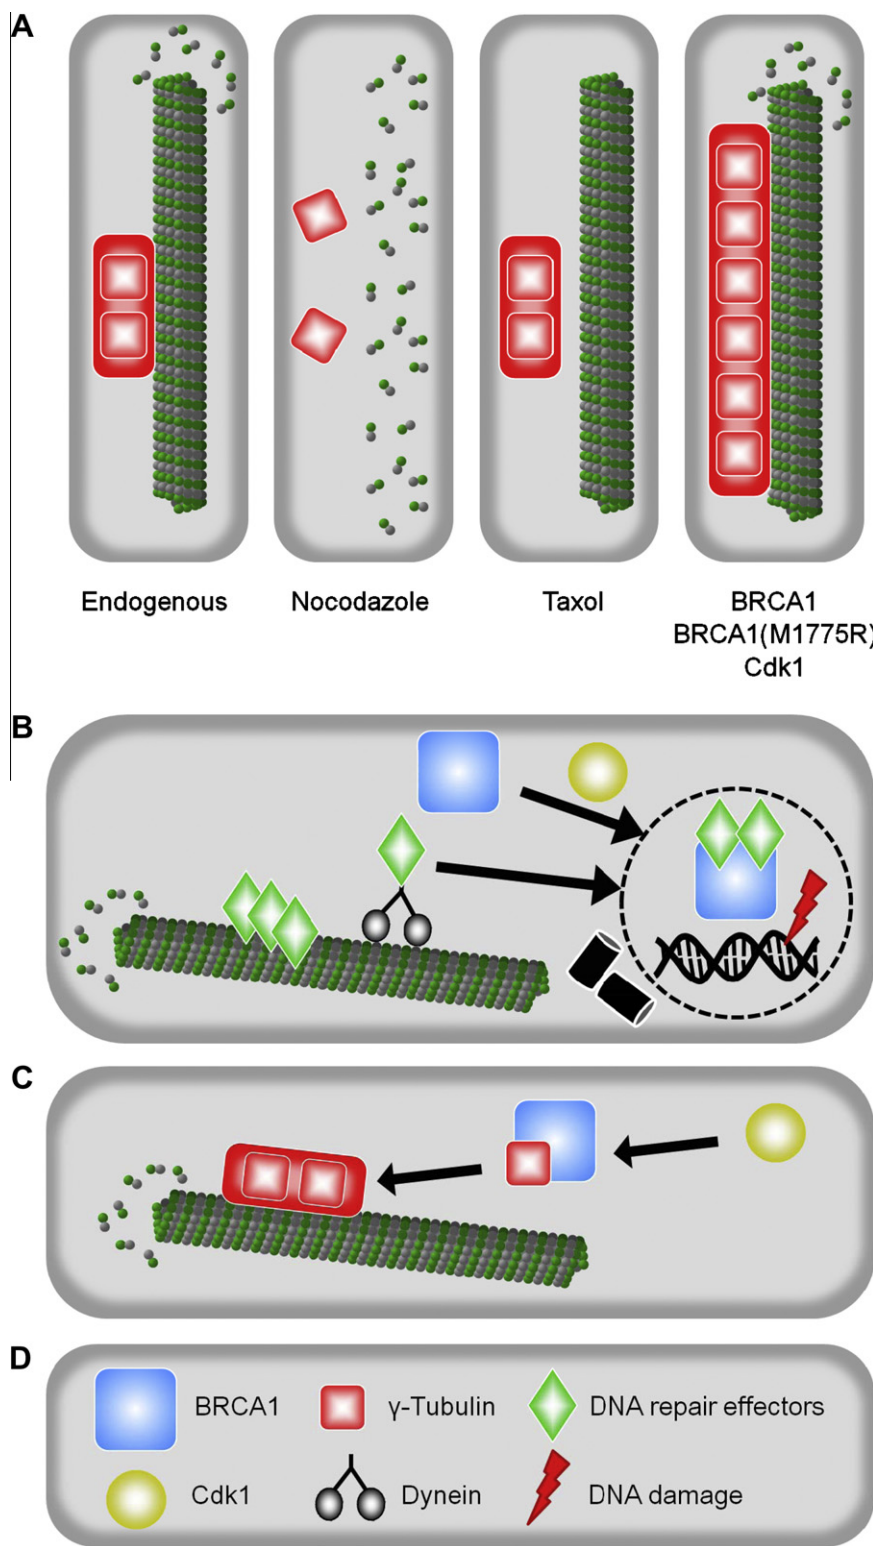 A
Endogenous
Nocodazole
Taxol
BRCA1
BRCA1(M1775R)
Cdk1
B
C
D
BRCA1
γ-Tubulin
DNA repair effectors
Cdk1
Dynein
DNA damage